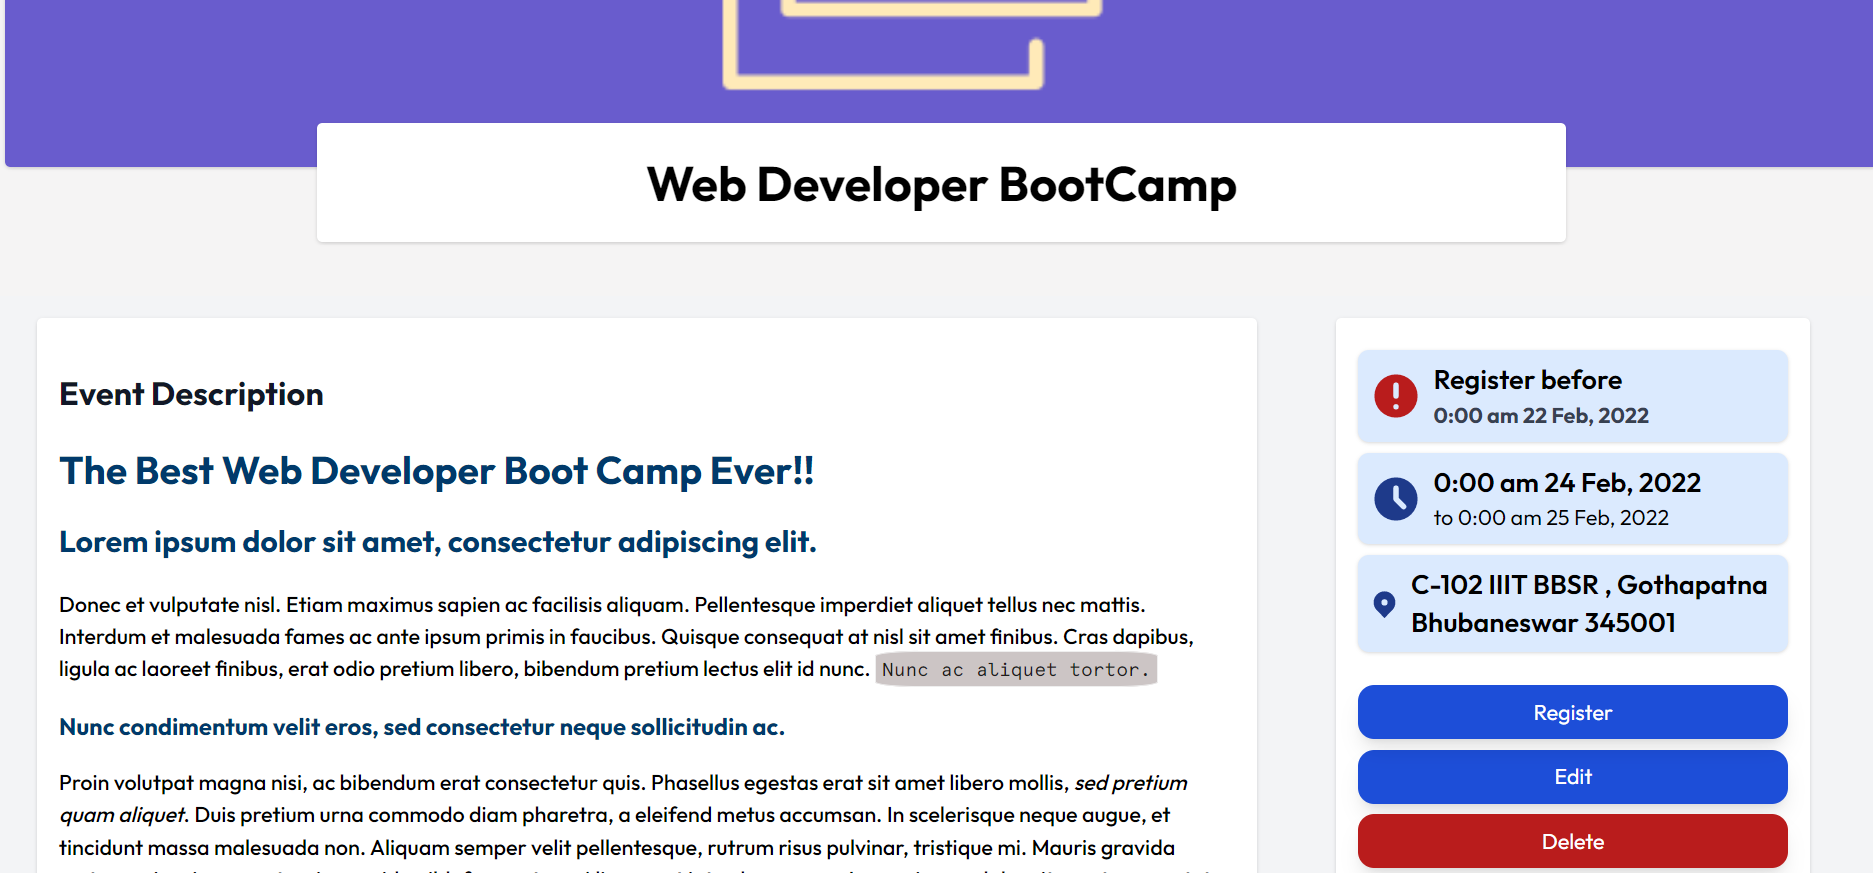 Web Developer BootCamp
Event Description
The Best Web Developer Boot Camp Ever!!
Lorem ipsum dolor sit amet, consectetur adipiscing elit.
Donec et vulputate nisl. Etiam maximus sapien ac facilisis aliquam. Pellentesque imperdiet aliquet tellus nec mattis.
Interdum et malesuada fames ac ante ipsum primis in faucibus. Quisque consequat at nisl sit amet finibus. Cras dapibus,
ligula ac laoreet finibus, erat odio pretium libero, bibendum pretium lectus elit id nunc. Nunc ac aliquet tortor.
Nunc condimentum velit eros, sed consectetur neque sollicitudin ac.
Proin volutpat magna nisi, ac bibendum erat consectetur quis. Phasellus egestas erat sit amet libero mollis, sed pretium
quam aliquet. Duis pretium urna commodo diam pharetra, a eleifend metus accumsan. In scelerisque neque augue, et
tincidunt massa malesuada non. Aliquam semper velit pellentesque, rutrum risus pulvinar, tristique mi. Mauris gravida
Register before
0:00 am 22 Feb, 2022
0:00 am 24 Feb, 2022
to 0:00 am 25 Feb, 2022
C-102 IIIT BBSR , Gothapatna
Bhubaneswar 345001
Register
Edit
Delete